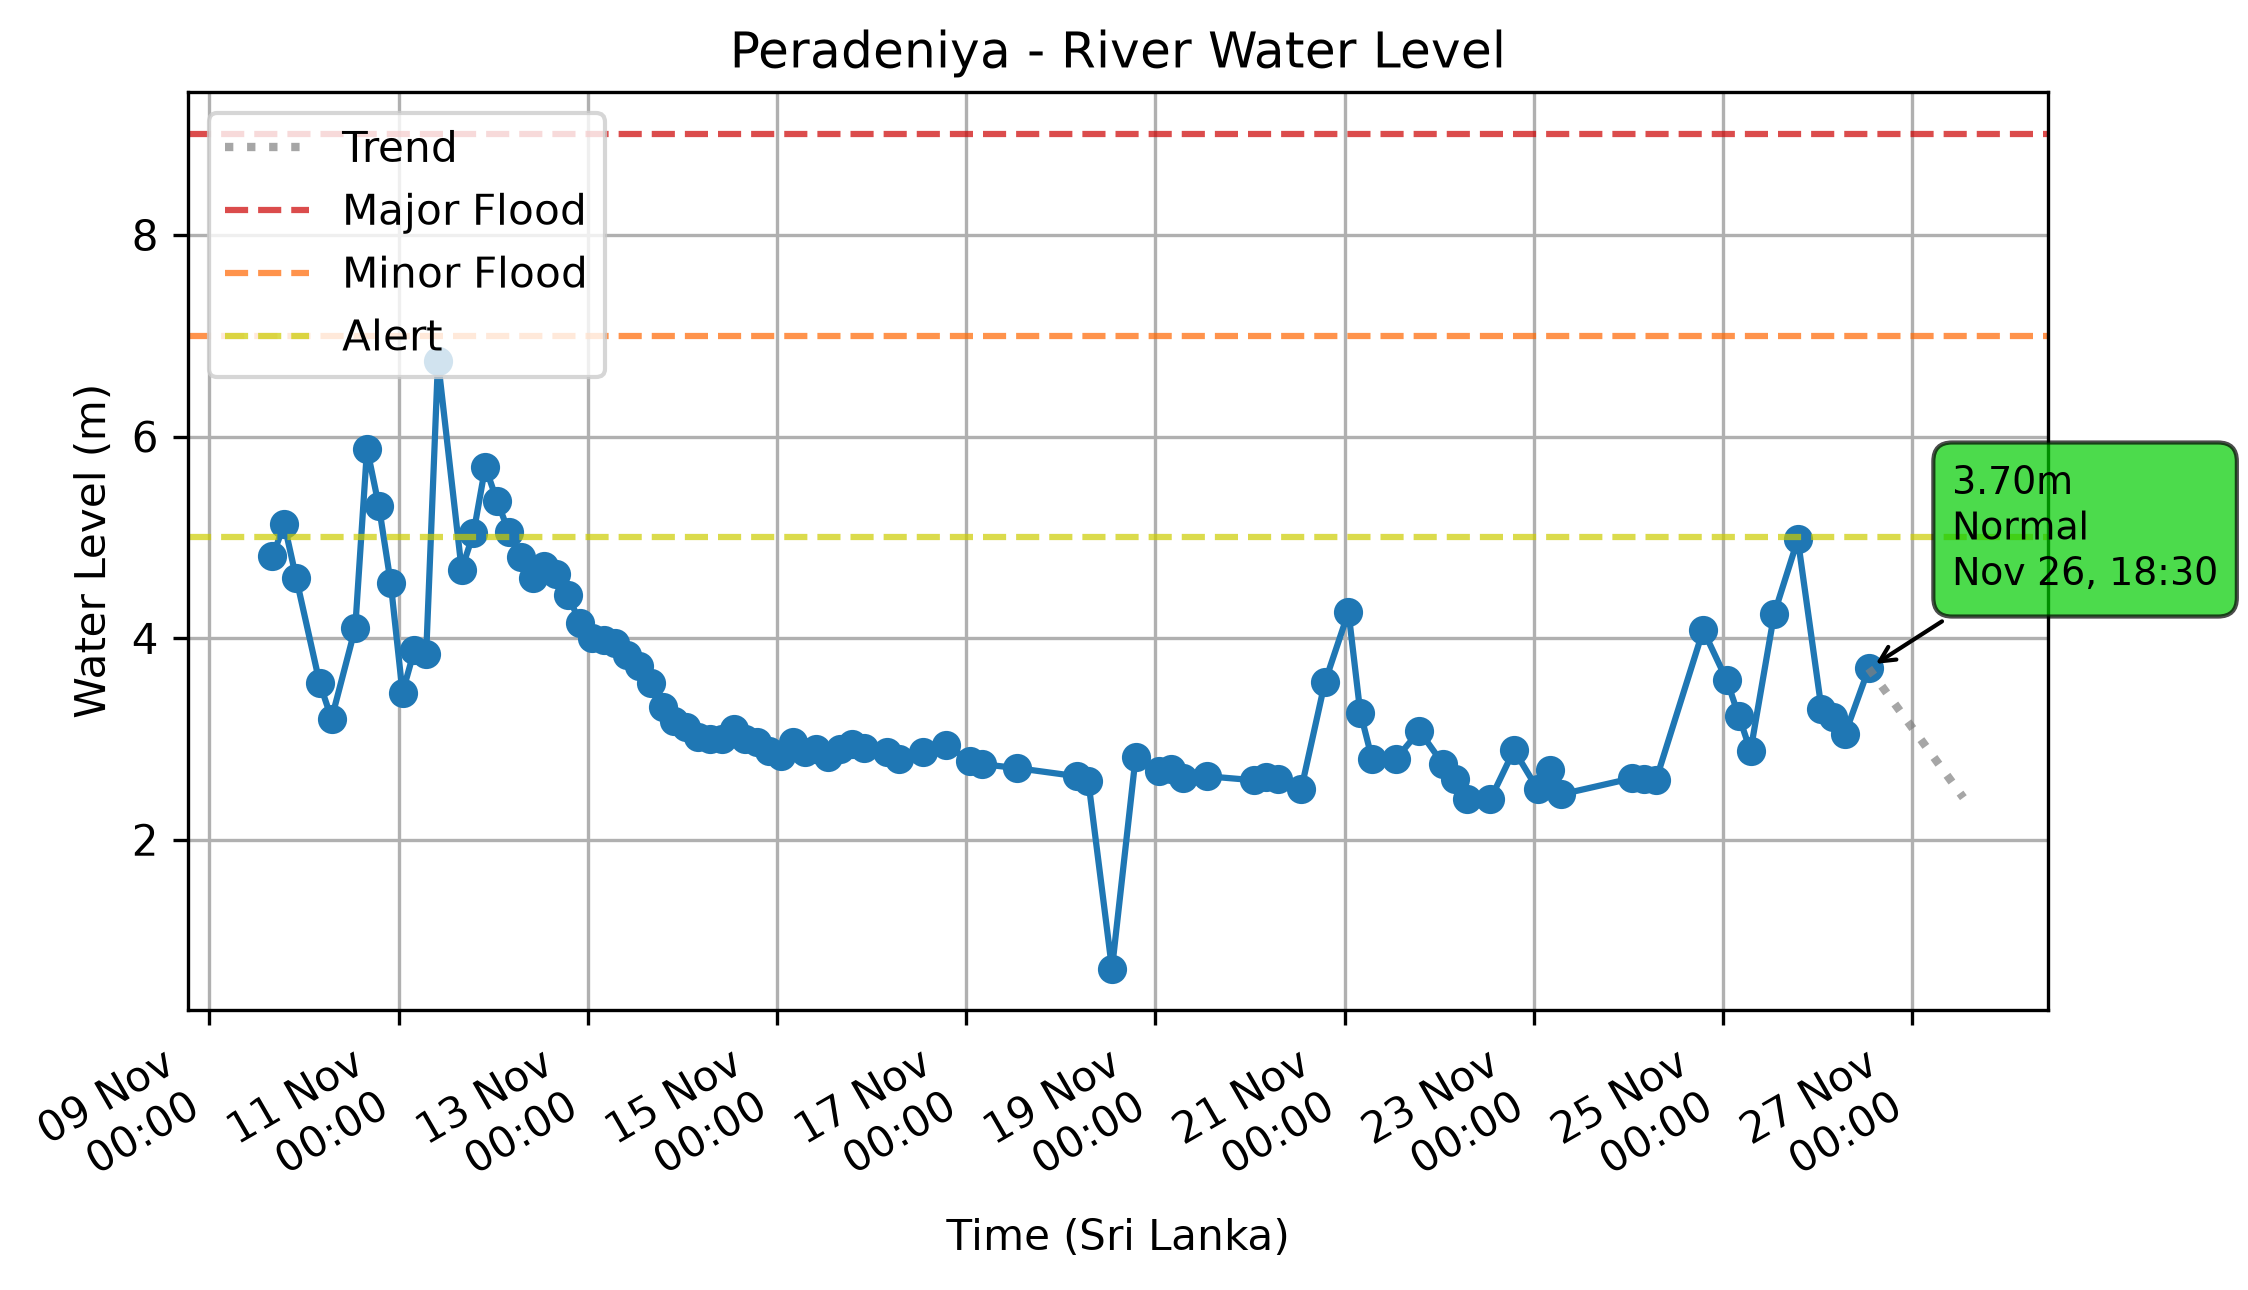 Peradeniya - River Water Level
Trend
Major Flood
Minor Flood
Alert
8
6
4
2
Water Level (m)
3.70m
Normal
Nov 26, 18:30
09 Nov
00:00
11 Nov
00:00
13 Nov
00:00
15 Nov
00:00
17 Nov
00:00
19 Nov
00:00
21 Nov
00:00
23 Nov
00:00
25 Nov
00:00
27 Nov
00:00
Time (Sri Lanka)